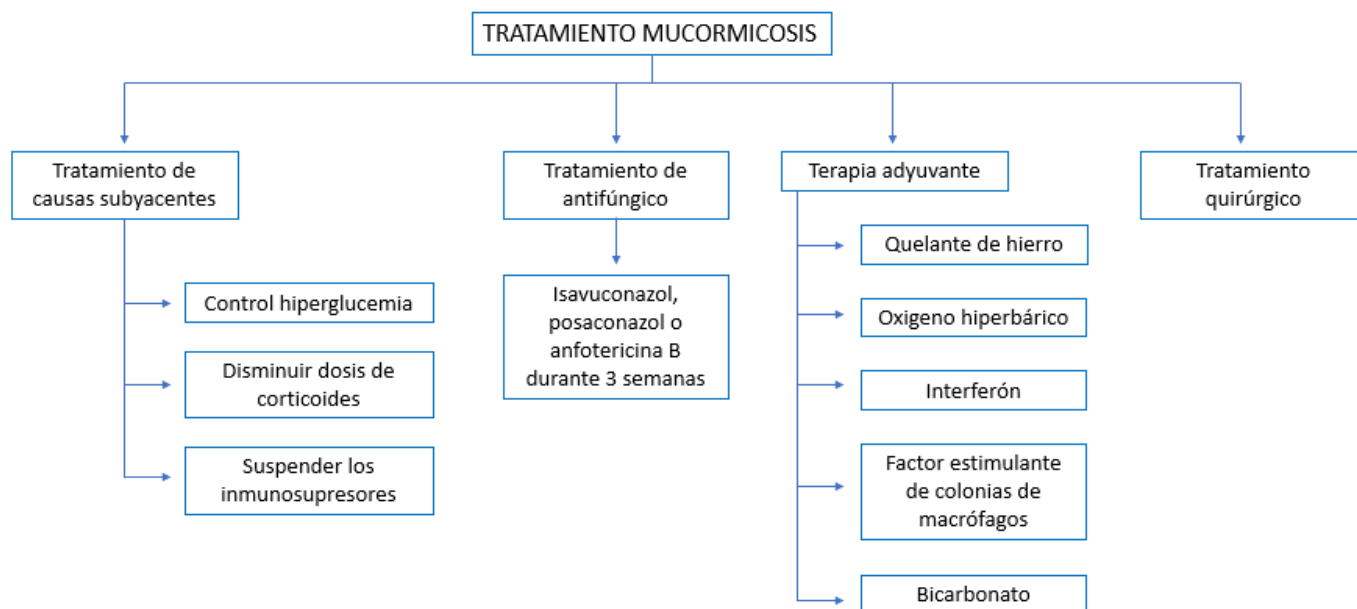 TRATAMIENTO MUCORMICOSIS
Tratamiento de
causas subyacentes
Control hiperglucemia
Disminuir dosis de
corticoides
Suspender los
inmunosupresores
Tratamiento de
antifúngico
Isavuconazol,
posaconazol o
anfotericina B
durante 3 semanas
Terapia adyuvante
Quelante de hierro
Oxigeno hiperbárico
Interferón
Factor estimulante
de colonias de
macrófagos
Bicarbonato
Tratamiento
quirúrgico